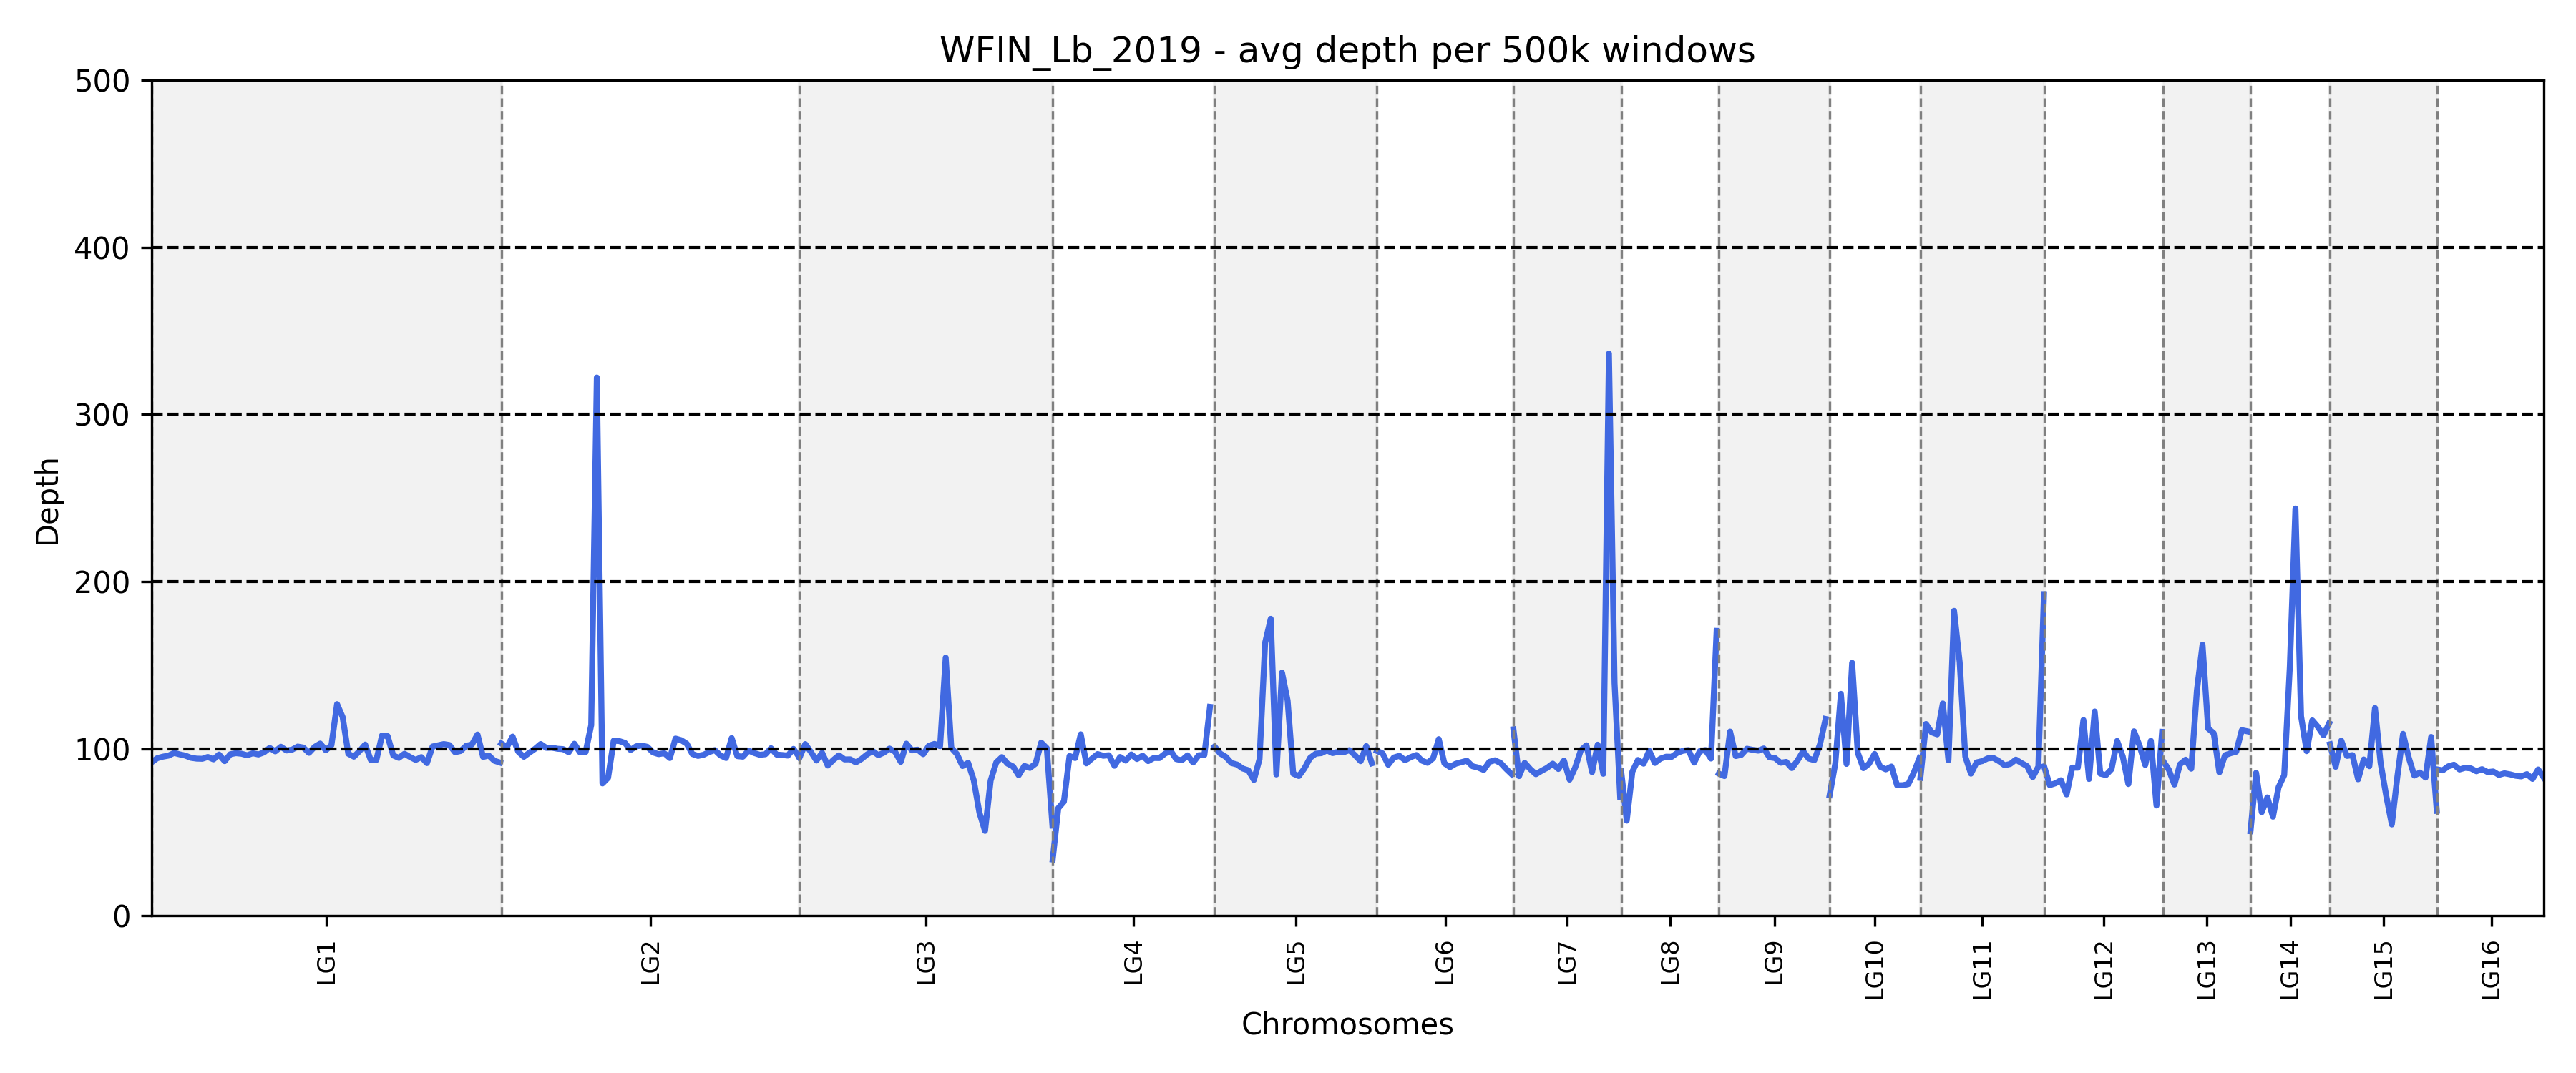 WFIN_Lb_2019 - avg depth per 500k windows
500
400
300
200
100
0
Depth
LG1
LG2
LG3
LG4
LG5
LG6
LG7
LG8
LG9
LG10
LG11
LG12
LG13
LG14
LG15
LG16
Chromosomes